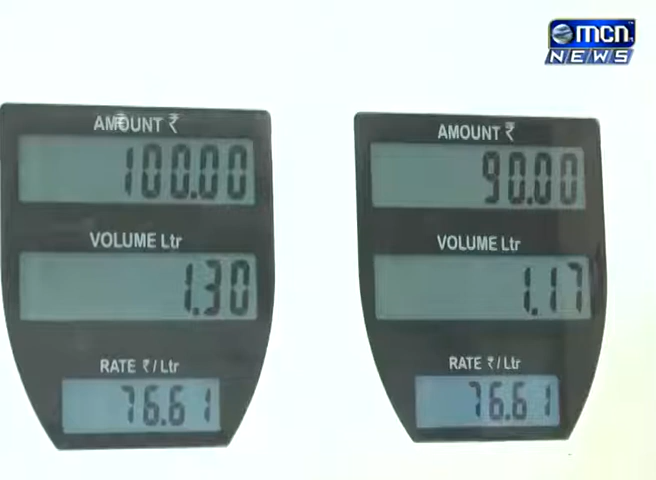 mcn
NEWS
AMOUNT ₹
100.00
VOLUME Ltr
1.30
RATE ₹/Ltr
76.61
AMOUNT ₹
90.00
VOLUME Ltr
1.17
RATE ₹/Ltr
76.61